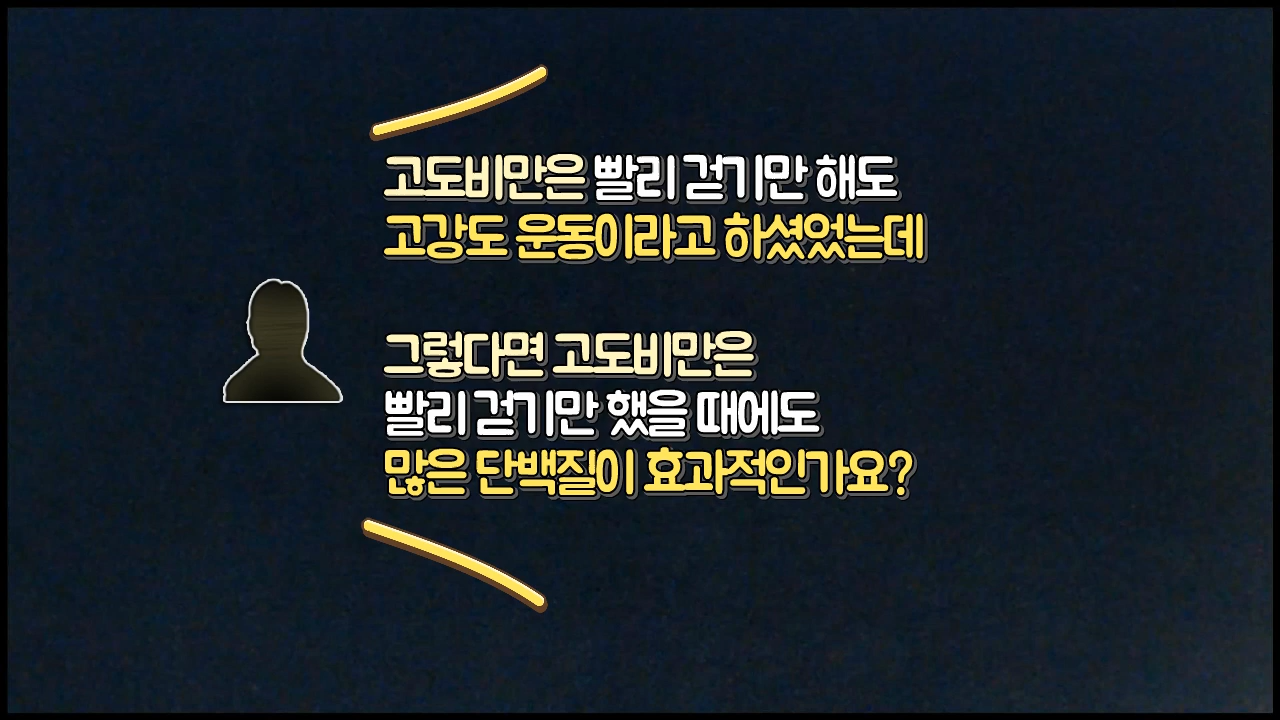 고도비만은 빨리 걷기만 해도
고강도 운동이라고 하셨었는데
그렇다면 고도비만은
빨리 걷기만 했을 때에도
많은 단백질이 효과적인가요?